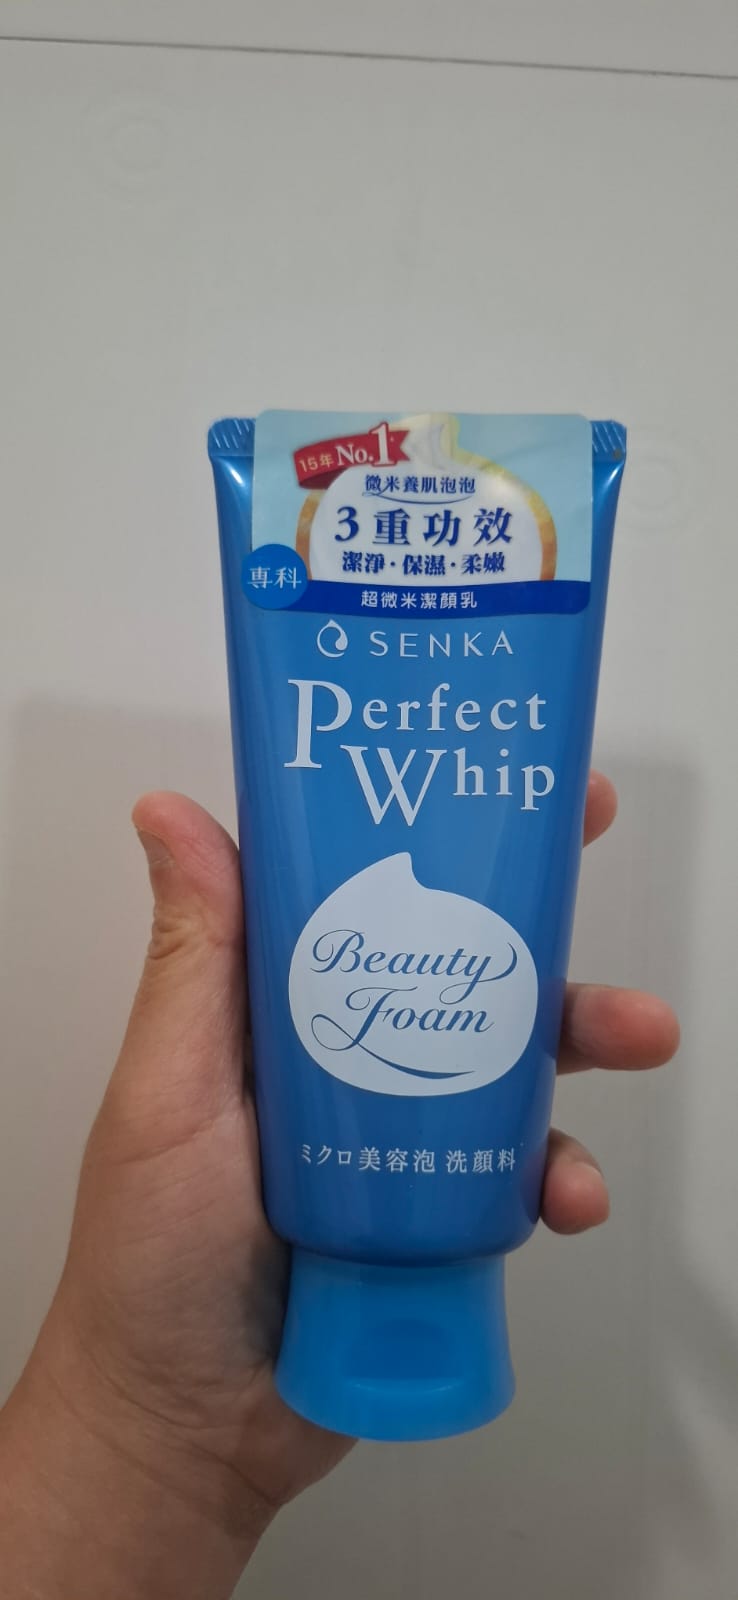 15年 No.1
微米養肌泡泡
3重功效
潔淨·保濕·柔嫩
専科
超微米潔顏乳
SENKA
Perfect
Whip
Beauty
Foam
ミクロ美容泡 洗顔料